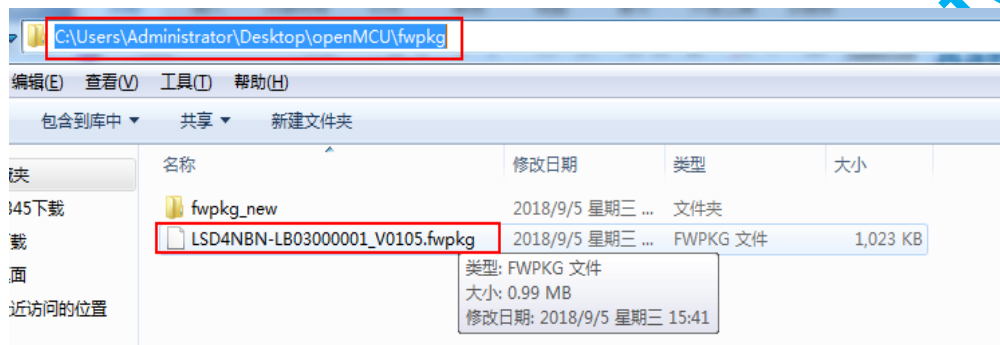 C:\Users\Administrator\Desktop\openMCU\fwpkg
编辑(E) 查看(V) 工具(T) 帮助(H)
包含到库中 共享 新建文件夹
名称 修改日期 类型 大小
夹
345下载
fwpkg_new 2018/9/5 星期三 ... 文件夹
载
LSD4NBN-LB03000001_V0105.fwpkg 2018/9/5 星期三 ... FWPKG 文件 1,023 KB
面
类型: FWPKG 文件
大小: 0.99 MB
近访问的位置
修改日期: 2018/9/5 星期三 15:41